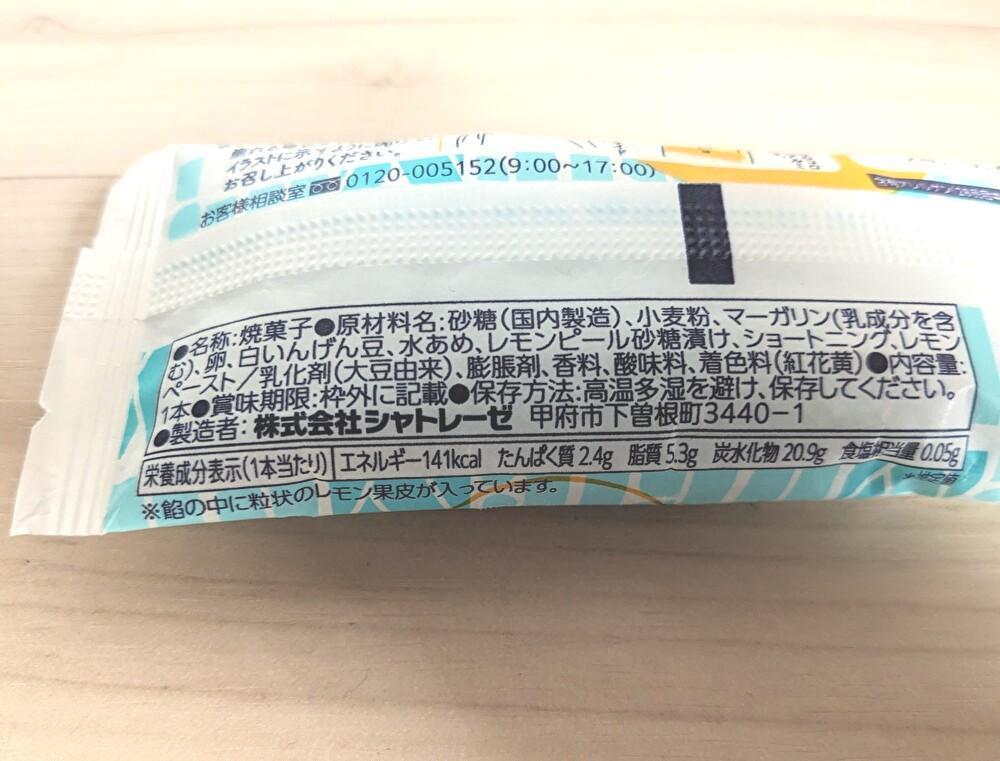 イラストに示すように開け、
お召し上がりください。
お客様相談室 0120-005152(9:00~17:00)
●名称:焼菓子●原材料名:砂糖(国内製造)、小麦粉、マーガリン(乳成分を含
む)、卵、白いんげん豆、水あめ、レモンピール砂糖漬け、ショートニング、レモン
ペースト/乳化剤(大豆由来)、膨脹剤、香料、酸味料、着色料(紅花黄)●内容量:
1本●賞味期限:枠外に記載●保存方法:高温多湿を避け、保存してください。
●製造者:株式会社シャトレーゼ 甲府市下曽根町3440-1
栄養成分表示(1本当たり) エネルギー141kcal たんぱく質2.4g 脂質5.3g 炭水化物20.9g 食塩相当量0.05g
*推定値
※餡の中に粒状のレモン果皮が入っています。